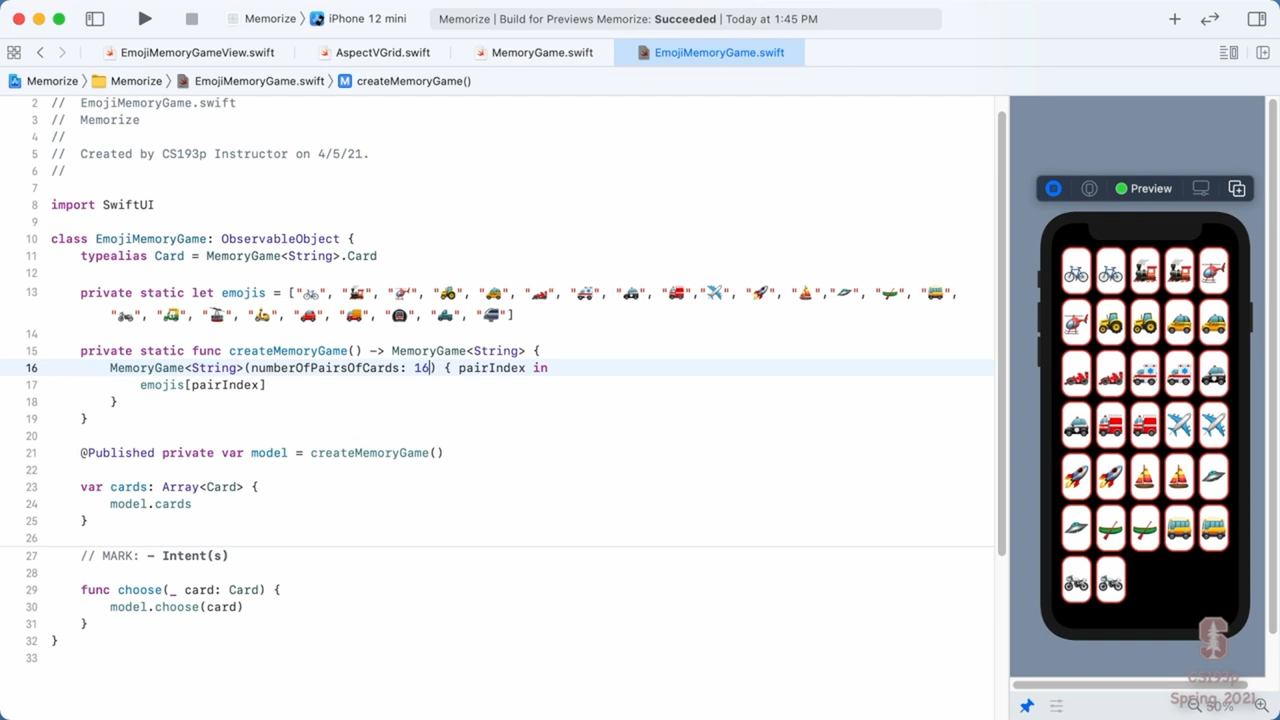 Memorize 〉 iPhone 12 mini
Memorize | Build for Previews Memorize: Succeeded | Today at 1:45 PM
EmojiMemoryGameView.swift AspectVGrid.swift MemoryGame.swift EmojiMemoryGame.swift
Memorize 〉 Memorize 〉 EmojiMemoryGame.swift 〉 M createMemoryGame()
2 //  EmojiMemoryGame.swift
3 //  Memorize
4 //
5 //  Created by CS193p Instructor on 4/5/21.
6 //
7
8 import SwiftUI
9
10 class EmojiMemoryGame: ObservableObject {
11     typealias Card = MemoryGame<String>.Card
12
13     private static let emojis = ["🚲", "🚂", "🚁", "🚜", "🚕", "🏎", "🚑", "🚓", "🚒","✈️", "🚀", "⛵️","🛸", "🛶", "🚌",
"🏍", "🛺", "🚠", "🛵", "🚗", "🚚", "🚇", "🛻", "🚝"]
14
15     private static func createMemoryGame() -> MemoryGame<String> {
16         MemoryGame<String>(numberOfPairsOfCards: 16) { pairIndex in
17             emojis[pairIndex]
18         }
19     }
20
21     @Published private var model = createMemoryGame()
22
23     var cards: Array<Card> {
24         model.cards
25     }
26
27     // MARK: - Intent(s)
28
29     func choose(_ card: Card) {
30         model.choose(card)
31     }
32 }
33
Preview
CS193p
Spring 2021
50%